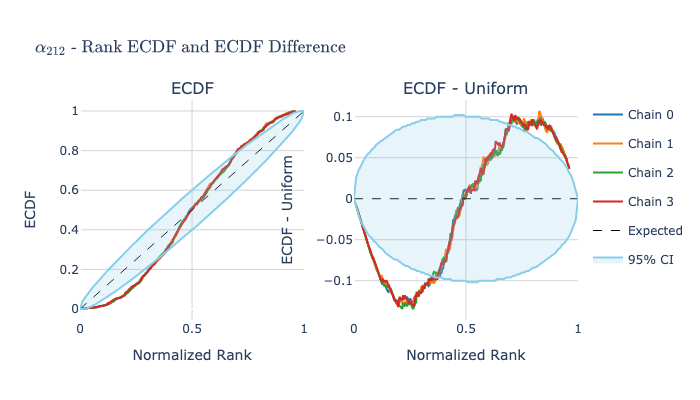 α₂₁₂ - Rank ECDF and ECDF Difference
ECDF
ECDF - Uniform
ECDF
1
0.8
0.6
0.4
0.2
0
0
0.5
1
Normalized Rank
ECDF - Uniform
0.1
0.05
0
−0.05
−0.1
0
0.5
1
Normalized Rank
Chain 0
Chain 1
Chain 2
Chain 3
Expected
95% CI